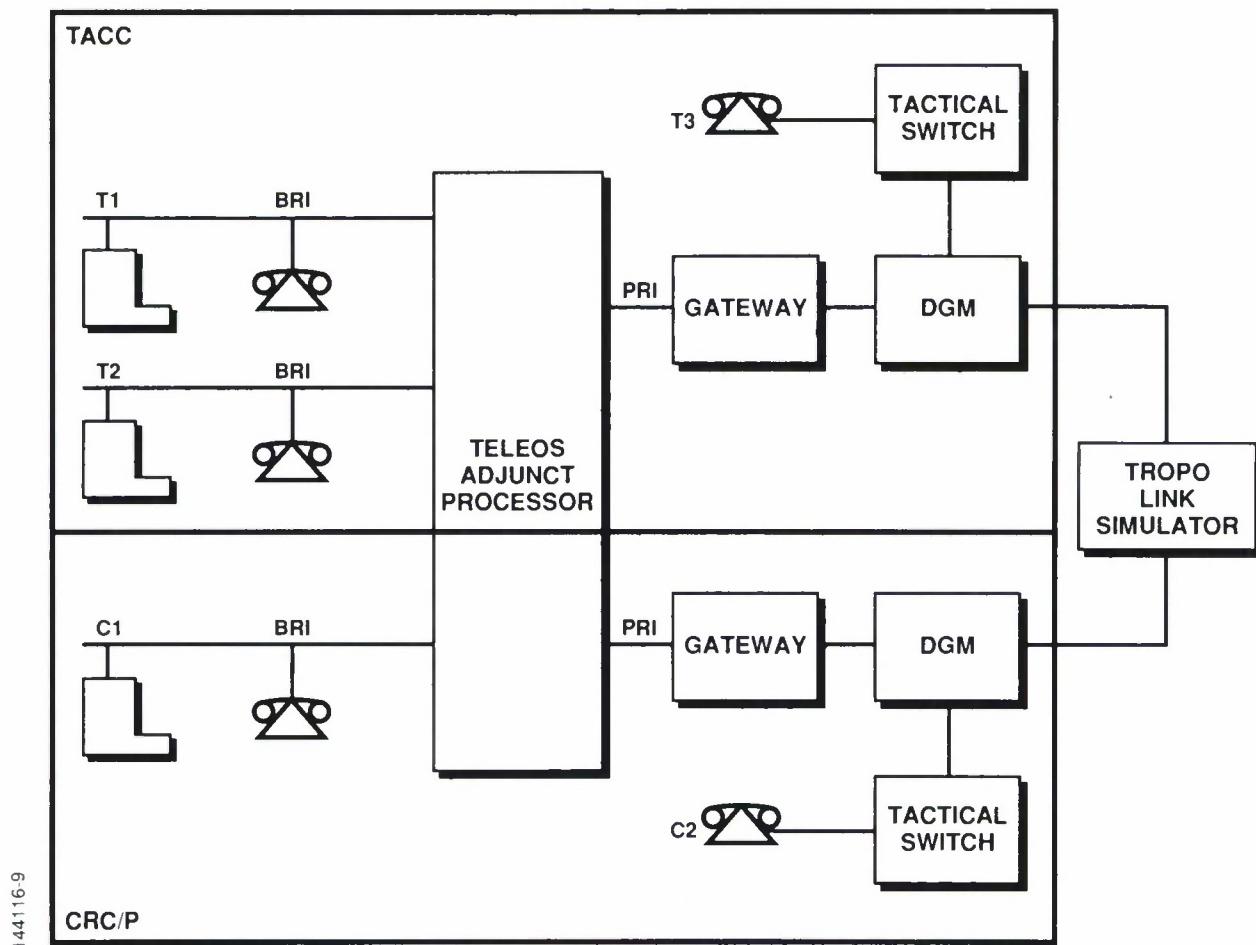 TACC
T3
TACTICAL
SWITCH
T1
BRI
PRI
GATEWAY
DGM
T2
BRI
TELEOS
ADJUNCT
PROCESSOR
TROPO
LINK
SIMULATOR
C1
BRI
PRI
GATEWAY
DGM
C2
TACTICAL
SWITCH
CRC/P
144116-9